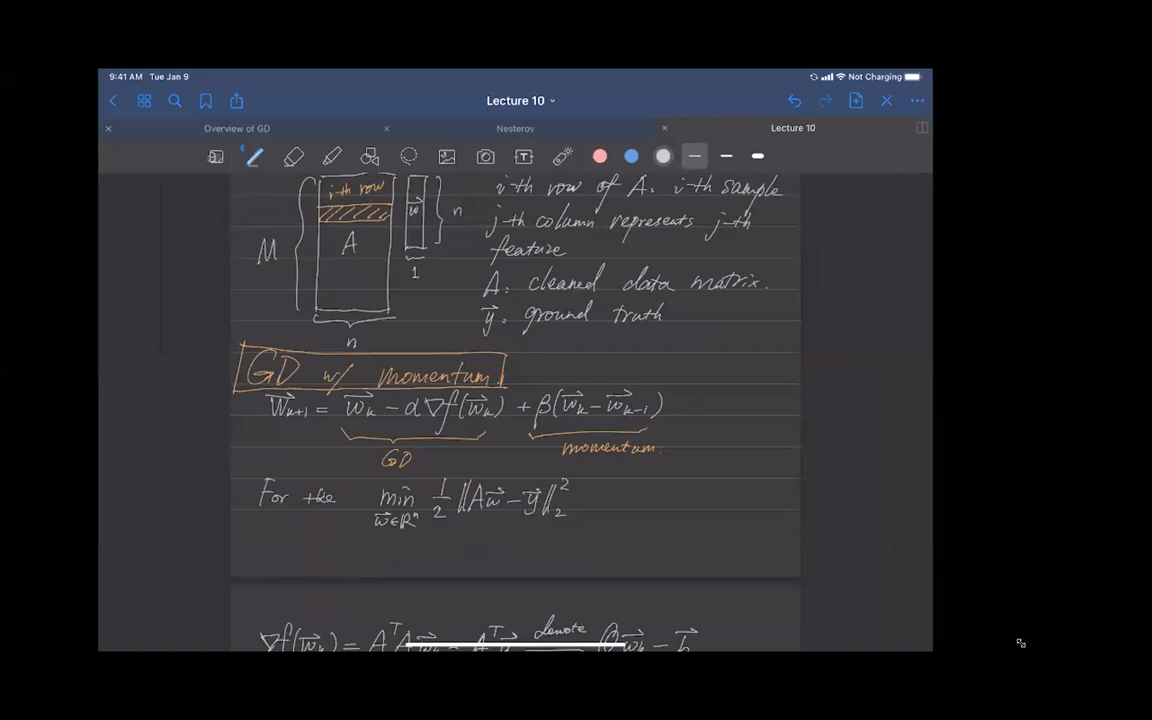 9:41 AM Tue Jan 9
Not Charging
Lecture 10
Overview of GD
Nesterov
Lecture 10
i-th row
i-th row of A: i-th sample
j-th column represents j-th
feature
M
A
w⃗
n
1
n
A: cleaned data matrix.
y⃗: ground truth
GD w/ momentum.
w⃗ₖ₊₁ = w⃗ₖ − α∇f(w⃗ₖ) + β(w⃗ₖ − w⃗ₖ₋₁)
GD
momentum.
For the min ½ ‖Aw⃗ − y⃗‖₂²
w⃗∈ℝⁿ
∇f(w⃗ₖ) = AᵀAw⃗ₖ − Aᵀy⃗ denote Qw⃗ₖ − b⃗